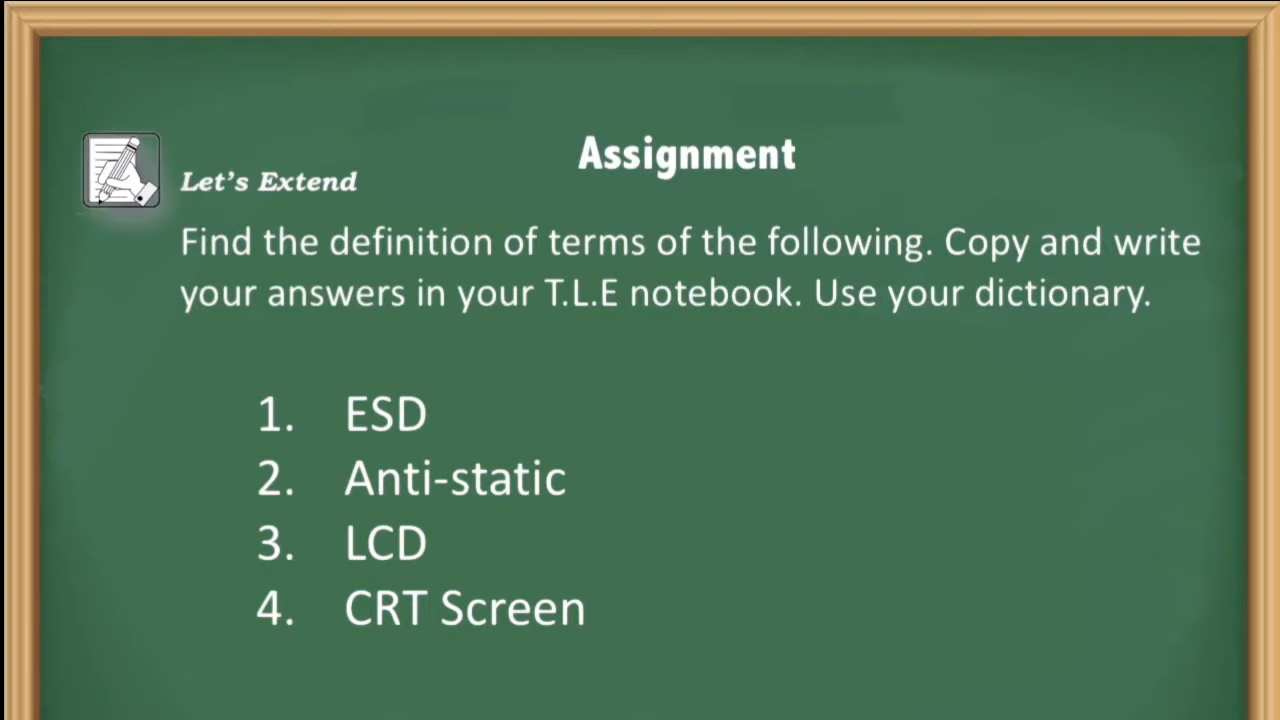 Assignment
Let's Extend
Find the definition of terms of the following. Copy and write
your answers in your T.L.E notebook. Use your dictionary.
1. ESD
2. Anti-static
3. LCD
4. CRT Screen